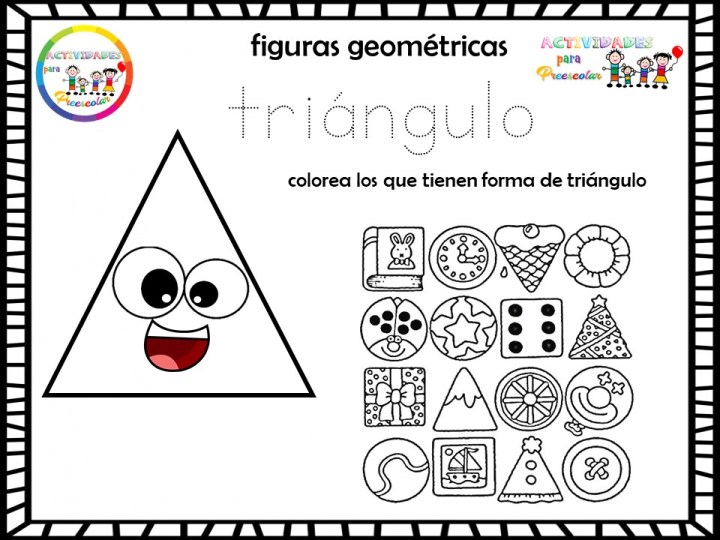 figuras geométricas
ACTIVIDADES
para
Preescolar
ACTIVIDADES
para
Preescolar
triángulo
colorea los que tienen forma de triángulo